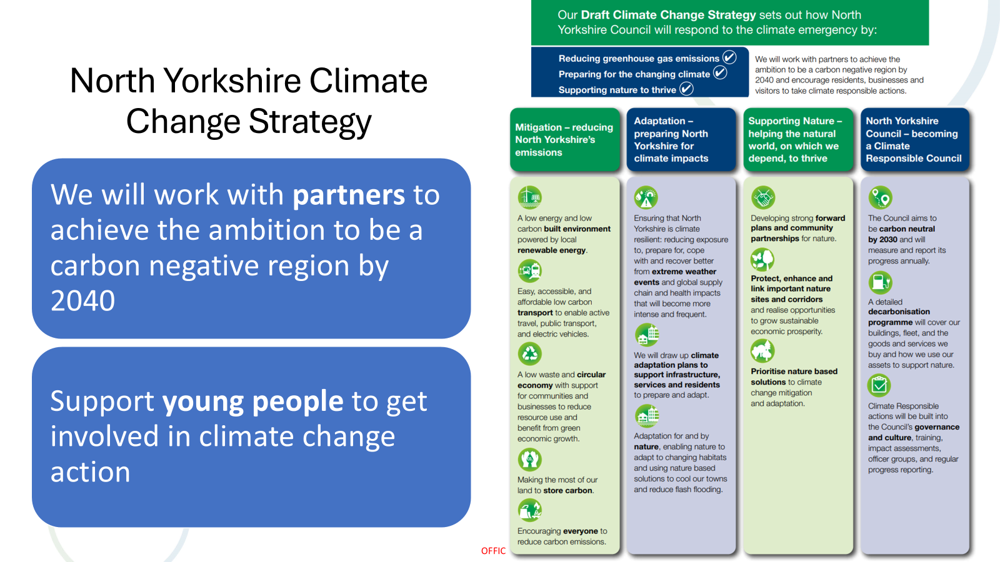 North Yorkshire Climate
Change Strategy
We will work with partners to
achieve the ambition to be a
carbon negative region by
2040
Support young people to get
involved in climate change
action
Our Draft Climate Change Strategy sets out how North
Yorkshire Council will respond to the climate emergency by:
Reducing greenhouse gas emissions
Preparing for the changing climate
Supporting nature to thrive
We will work with partners to achieve the
ambition to be a carbon negative region by
2040 and encourage residents, businesses and
visitors to take climate responsible actions.
Mitigation – reducing
North Yorkshire's
emissions
A low energy and low
carbon built environment
powered by local
renewable energy.
Easy, accessible, and
affordable low carbon
transport to enable active
travel, public transport,
and electric vehicles.
A low waste and circular
economy with support
for communities and
businesses to reduce
resource use and
benefit from green
economic growth.
CO2
Making the most of our
land to store carbon.
Encouraging everyone to
reduce carbon emissions.
Adaptation –
preparing North
Yorkshire for
climate impacts
Ensuring that North
Yorkshire is climate
resilient: reducing exposure
to, prepare for, cope
with and recover better
from extreme weather
events and global supply
chain and health impacts
that will become more
intense and frequent.
We will draw up climate
adaptation plans to
support infrastructure,
services and residents
to prepare and adapt.
Adaptation for and by
nature, enabling nature to
adapt to changing habitats
and using nature based
solutions to cool our towns
and reduce flash flooding.
Supporting Nature –
helping the natural
world, on which we
depend, to thrive
Developing strong forward
plans and community
partnerships for nature.
Protect, enhance and
link important nature
sites and corridors
and realise opportunities
to grow sustainable
economic prosperity.
Prioritise nature based
solutions to climate
change mitigation
and adaptation.
North Yorkshire
Council – becoming
a Climate
Responsible Council
The Council aims to
be carbon neutral
by 2030 and will
measure and report its
progress annually.
A detailed
decarbonisation
programme will cover our
buildings, fleet, and the
goods and services we
buy and how we use our
assets to support nature.
Climate Responsible
actions will be built into
the Council's governance
and culture, training,
impact assessments,
officer groups, and regular
progress reporting.
OFFIC